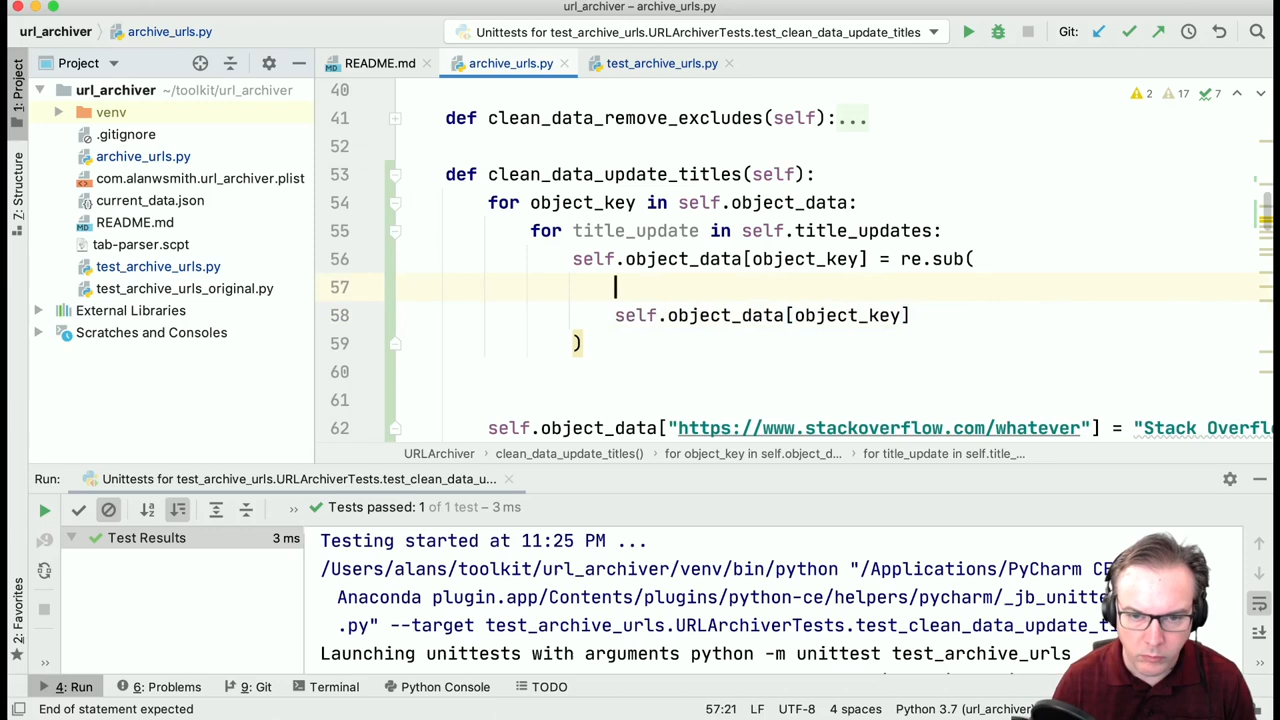 url_archiver – archive_urls.py
url_archiver
archive_urls.py
Unittests for test_archive_urls.URLArchiverTests.test_clean_data_update_titles
Git:
1: Project
7: Structure
2: Favorites
Project
url_archiver ~/toolkit/url_archiver
venv
.gitignore
archive_urls.py
com.alanwsmith.url_archiver.plist
current_data.json
README.md
tab-parser.scpt
test_archive_urls.py
test_archive_urls_original.py
External Libraries
Scratches and Consoles
README.md
archive_urls.py
test_archive_urls.py
2 17 7
40
41 def clean_data_remove_excludes(self):...
52
53 def clean_data_update_titles(self):
54 for object_key in self.object_data:
55 for title_update in self.title_updates:
56 self.object_data[object_key] = re.sub(
57
58 self.object_data[object_key]
59 )
60
61
62 self.object_data["https://www.stackoverflow.com/whatever"] = "Stack Overfl
URLArchiver
clean_data_update_titles()
for object_key in self.object_d...
for title_update in self.title_...
Run:
Unittests for test_archive_urls.URLArchiverTests.test_clean_data_u...
Tests passed: 1 of 1 test – 3 ms
Test Results 3 ms
Testing started at 11:25 PM ...
/Users/alans/toolkit/url_archiver/venv/bin/python "/Applications/PyCharm CE
Anaconda plugin.app/Contents/plugins/python-ce/helpers/pycharm/_jb_unitte
.py" --target test_archive_urls.URLArchiverTests.test_clean_data_update_t
Launching unittests with arguments python -m unittest test_archive_urls
4: Run
6: Problems
9: Git
Terminal
Python Console
TODO
End of statement expected
57:21
LF
UTF-8
4 spaces
Python 3.7 (url_archiver)